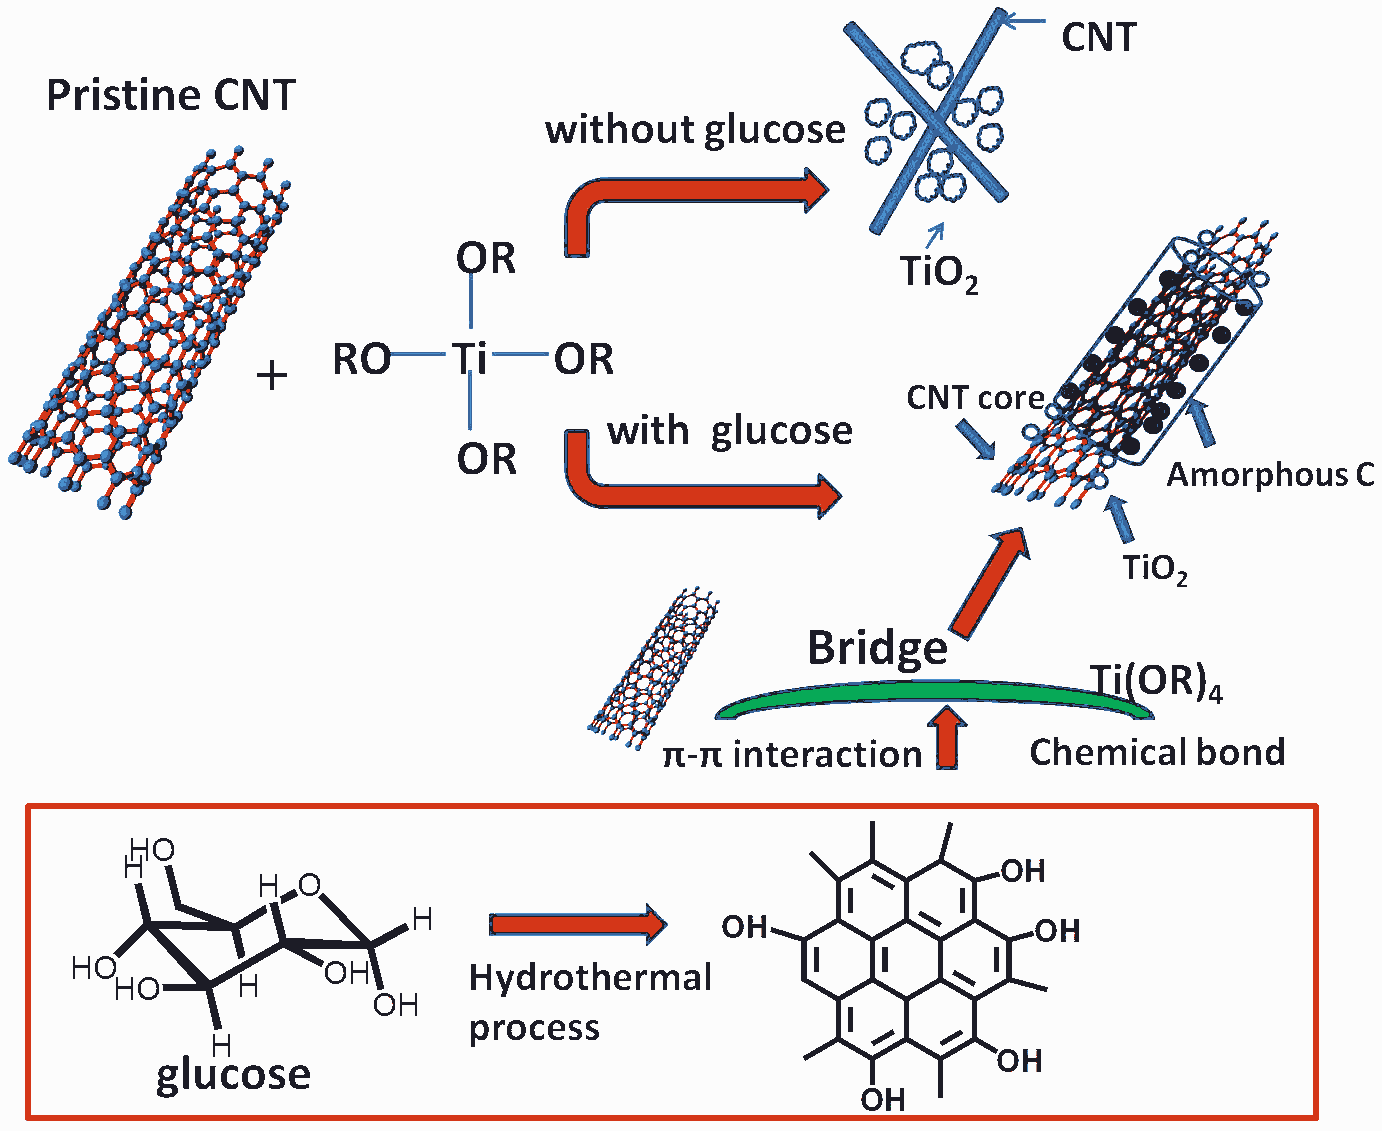 Pristine CNT
+
OR
RO
Ti
OR
OR
without glucose
CNT
TiO₂
with glucose
CNT core
Amorphous C
TiO₂
Bridge
Ti(OR)₄
π-π interaction
Chemical bond
HO
H
H
O
H
HO
HO
H
OH
OH
H
glucose
Hydrothermal
process
OH
OH
OH
OH
OH